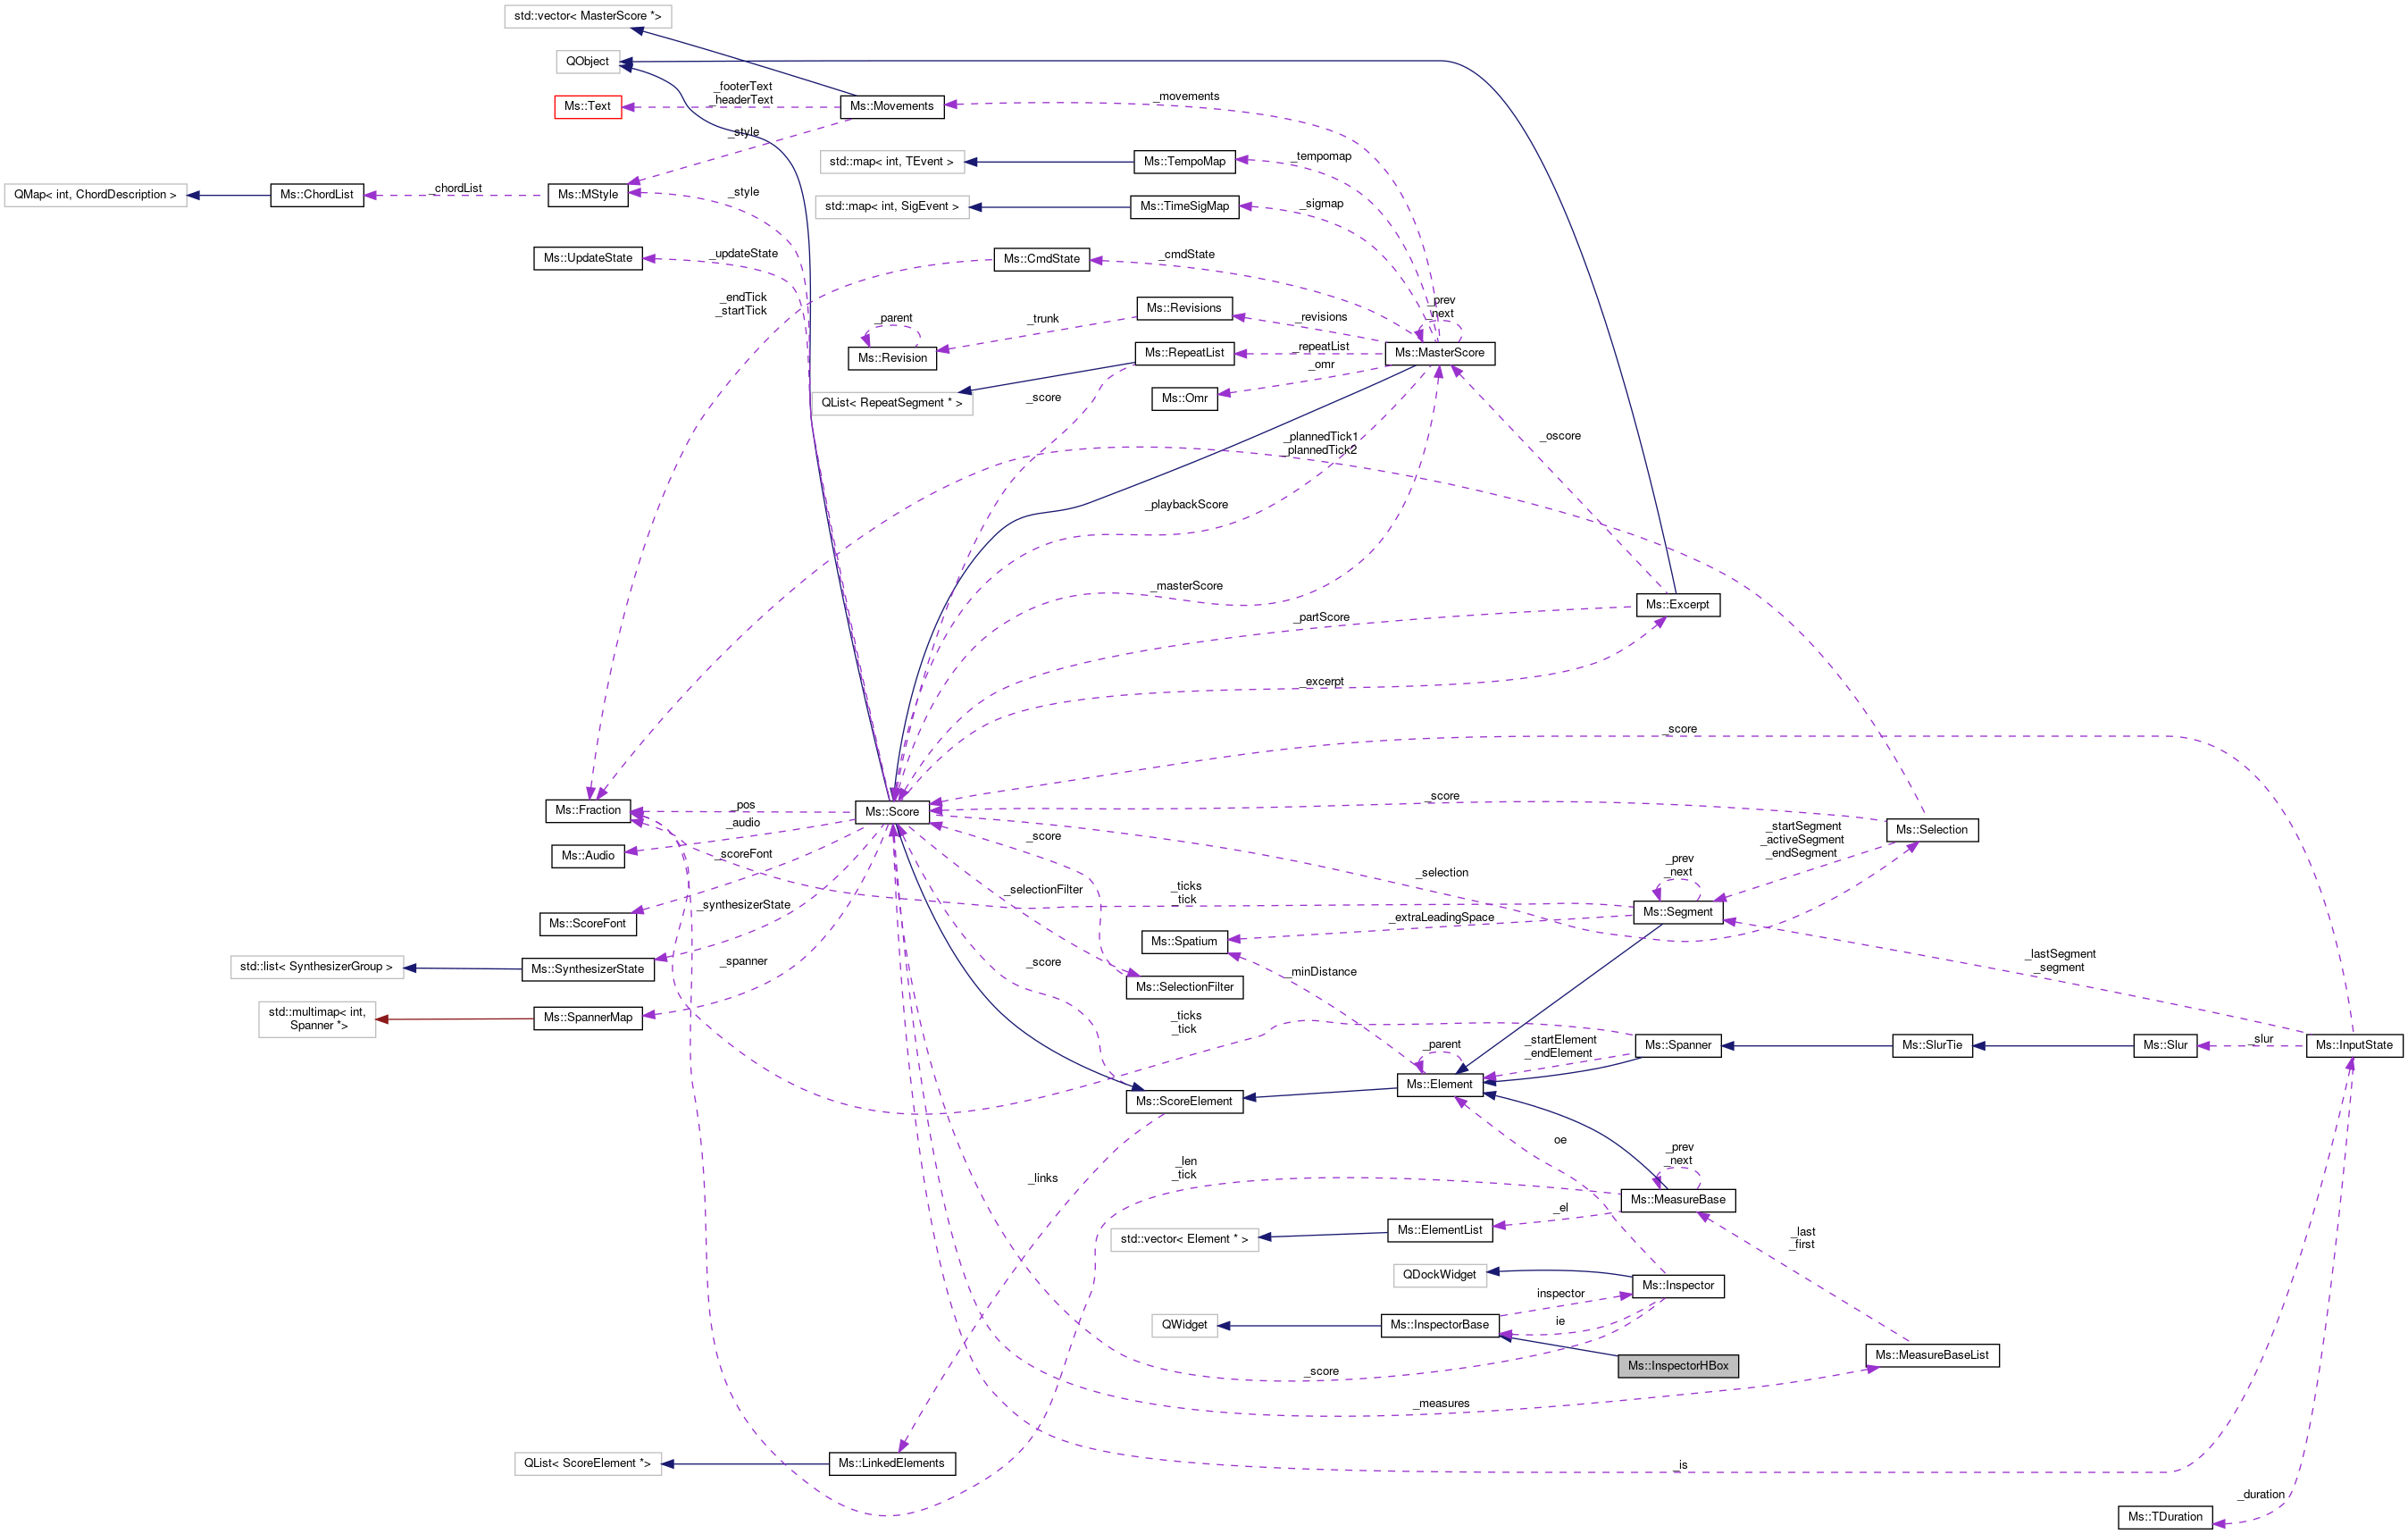 std::vector< MasterScore *>
QObject
_footerText
_headerText
Ms::Text
Ms::Movements
_movements
_style
std::map< int, TEvent >
Ms::TempoMap
_tempomap
QMap< int, ChordDescription >
Ms::ChordList
_chordList
Ms::MStyle
_style
std::map< int, SigEvent >
Ms::TimeSigMap
_sigmap
Ms::UpdateState
_updateState
Ms::CmdState
_cmdState
_endTick
_startTick
_parent
Ms::Revision
_trunk
Ms::Revisions
_revisions
_prev
_next
Ms::MasterScore
Ms::RepeatList
_repeatList
_omr
Ms::Omr
QList< RepeatSegment * >
_score
_plannedTick1
_plannedTick2
_oscore
_playbackScore
_masterScore
Ms::Excerpt
_partScore
_excerpt
_score
Ms::Fraction
_pos
Ms::Score
_score
Ms::Selection
_audio
Ms::Audio
_scoreFont
Ms::ScoreFont
_score
_selectionFilter
_startSegment
_activeSegment
_endSegment
_selection
_prev
_next
Ms::Segment
_ticks
_tick
_extraLeadingSpace
Ms::Spatium
_synthesizerState
std::list< SynthesizerGroup >
Ms::SynthesizerState
_spanner
_score
_minDistance
Ms::SelectionFilter
_lastSegment
_segment
std::multimap< int,
Spanner *>
Ms::SpannerMap
_ticks
_tick
_parent
_startElement
_endElement
Ms::Spanner
Ms::SlurTie
Ms::Slur
_slur
Ms::InputState
Ms::Element
Ms::ScoreElement
oe
_links
_len
_tick
_prev
_next
Ms::MeasureBase
_el
Ms::ElementList
std::vector< Element * >
_last
_first
QDockWidget
Ms::Inspector
inspector
QWidget
Ms::InspectorBase
ie
Ms::InspectorHBox
Ms::MeasureBaseList
_score
_measures
QList< ScoreElement *>
Ms::LinkedElements
_is
_duration
Ms::TDuration